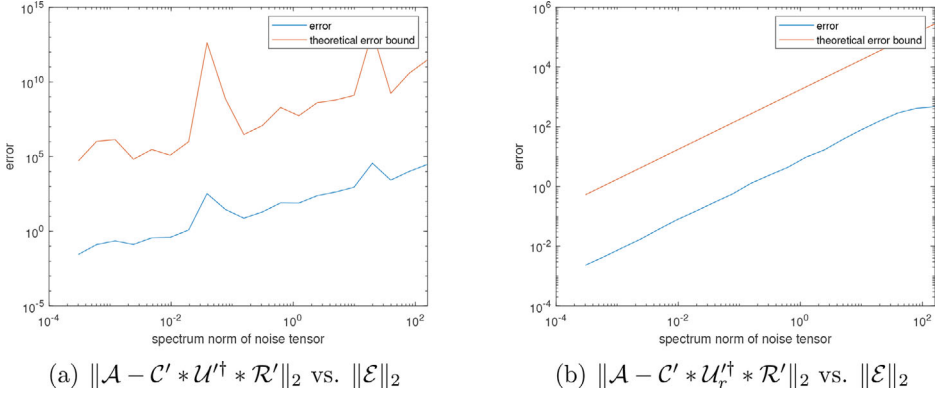 10^15
10^10
10^5
10^0
10^-5
error
10^-4
10^-2
10^0
10^2
spectrum norm of noise tensor
error
theoretical error bound
(a) ‖𝒜 − 𝒞′ ∗ 𝒰′† ∗ ℛ′‖₂ vs. ‖ℰ‖₂
10^6
10^4
10^2
10^0
10^-2
10^-4
error
10^-4
10^-2
10^0
10^2
spectrum norm of noise tensor
error
theoretical error bound
(b) ‖𝒜 − 𝒞′ ∗ 𝒰′ᵣ† ∗ ℛ′‖₂ vs. ‖ℰ‖₂